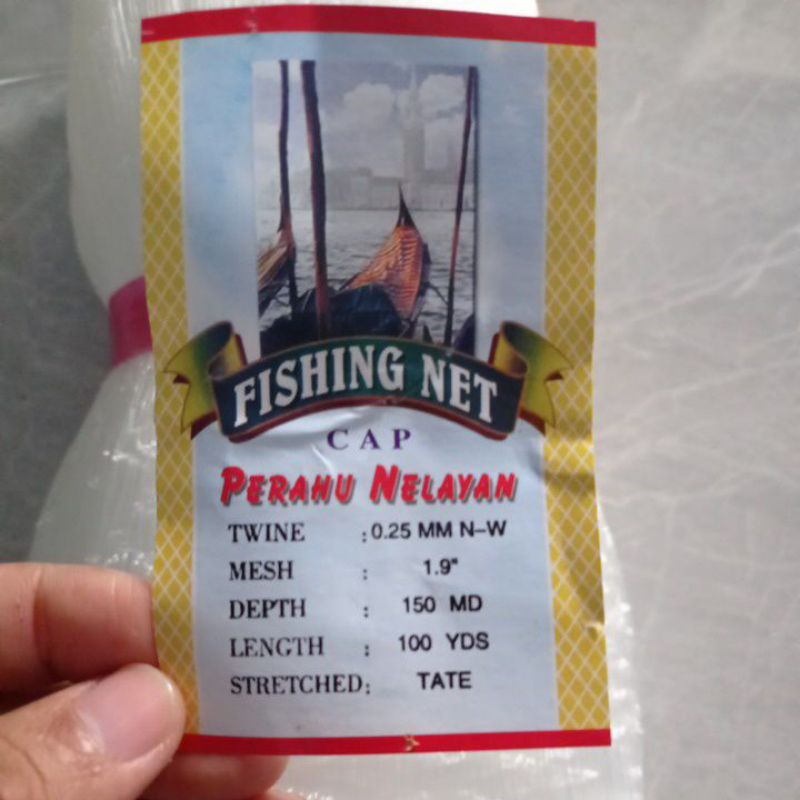 FISHING NET
CAP
PERAHU NELAYAN
TWINE : 0.25 MM N-W
MESH : 1.9"
DEPTH : 150 MD
LENGTH : 100 YDS
STRETCHED: TATE